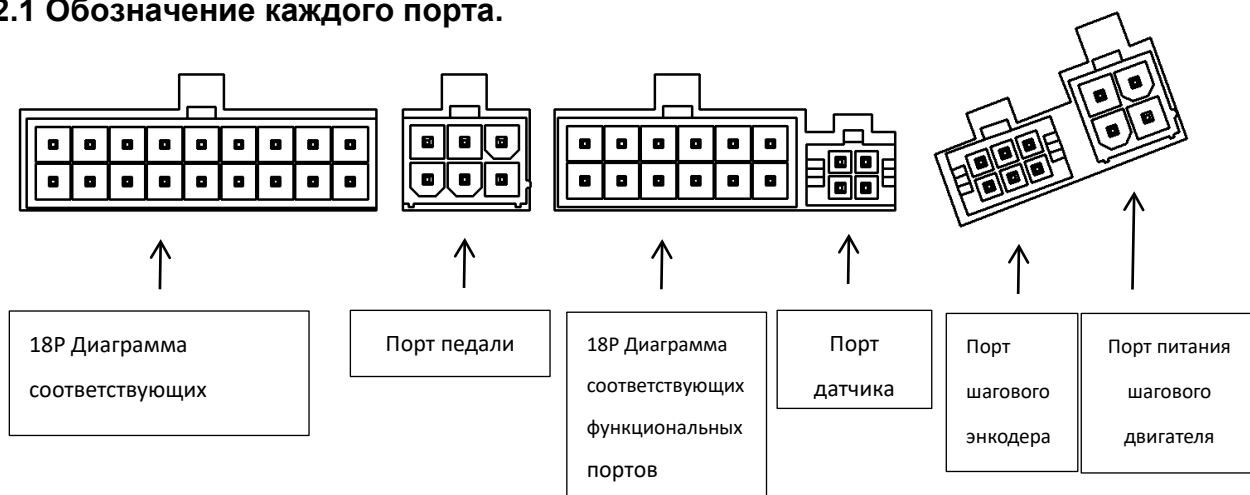 2.1 Обозначение каждого порта.
18P Диаграмма
соответствующих
Порт педали
18P Диаграмма
соответствующих
функциональных
портов
Порт
датчика
Порт
шагового
энкодера
Порт питания
шагового
двигателя